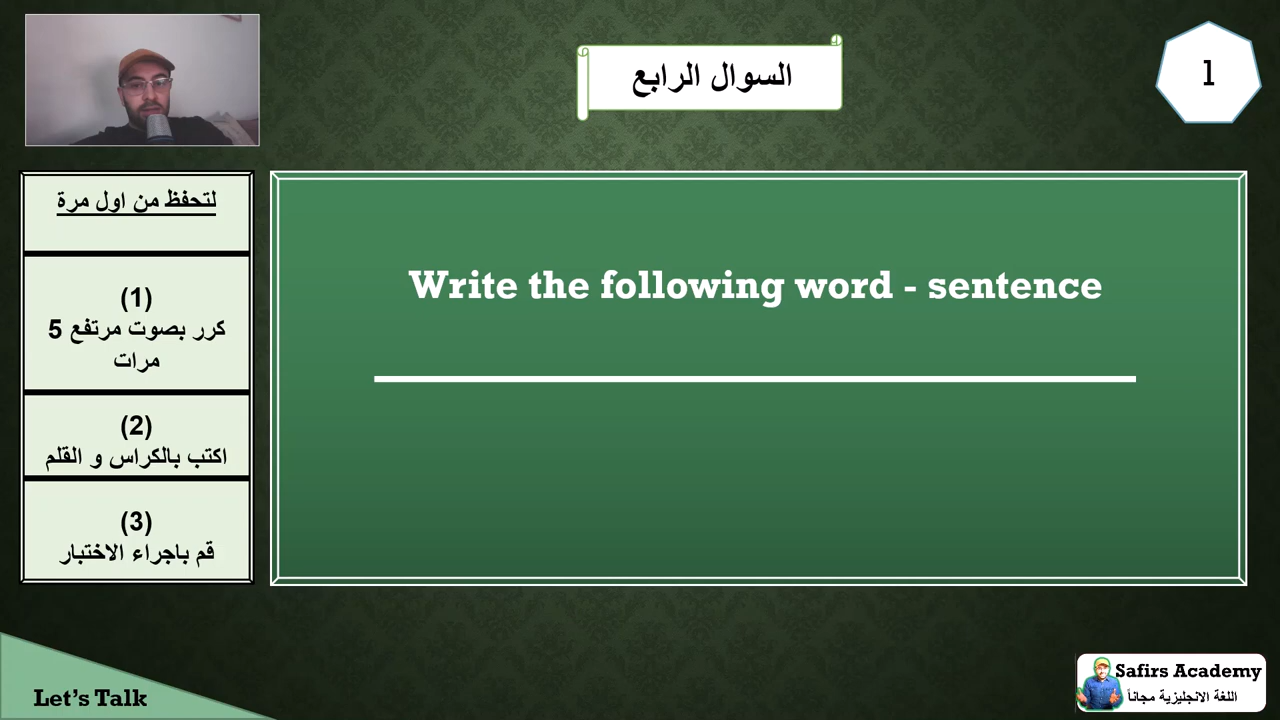 السوال الرابع
1
لتحفظ من اول مرة
(1)
كرر بصوت مرتفع 5
مرات
(2)
اكتب بالكراس و القلم
(3)
قم باجراء الاختبار
Write the following word - sentence
Let's Talk
Safirs Academy
اللغة الانجليزية مجاناً